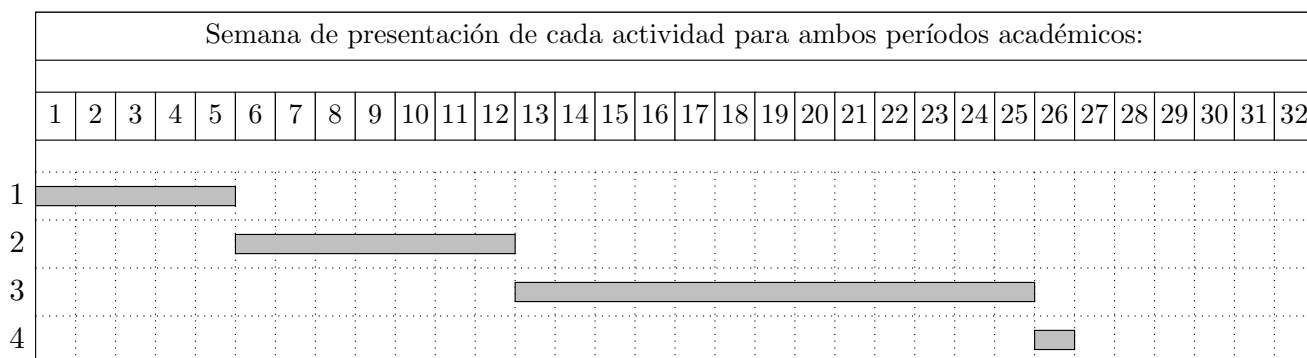 Semana de presentación de cada actividad para ambos períodos académicos:
1 2 3 4 5 6 7 8 9 10 11 12 13 14 15 16 17 18 19 20 21 22 23 24 25 26 27 28 29 30 31 32
1
2
3
4